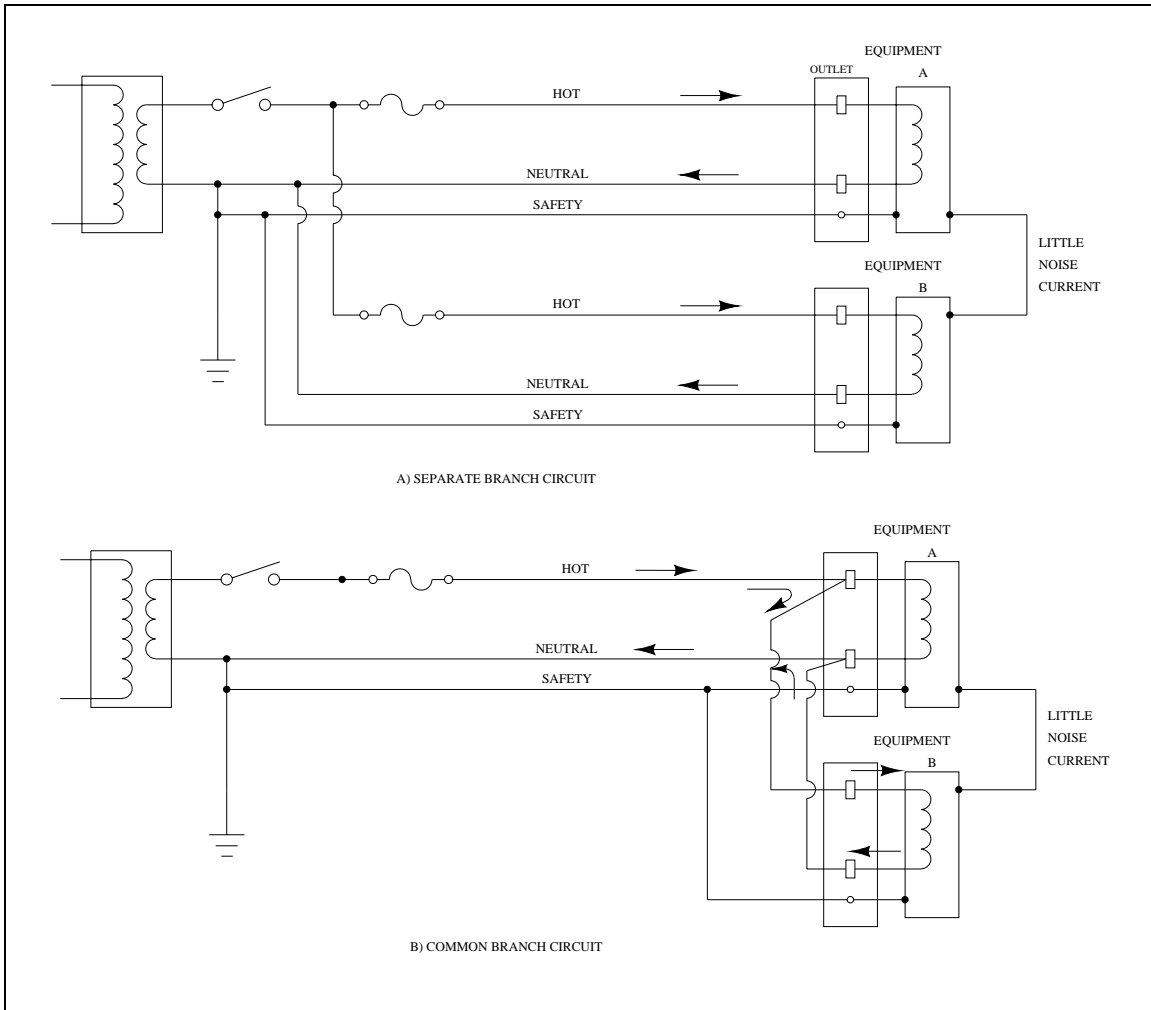 EQUIPMENT
A
OUTLET
HOT
NEUTRAL
SAFETY
LITTLE
NOISE
CURRENT
EQUIPMENT
B
HOT
NEUTRAL
SAFETY
A) SEPARATE BRANCH CIRCUIT
EQUIPMENT
A
HOT
NEUTRAL
SAFETY
LITTLE
NOISE
CURRENT
EQUIPMENT
B
B) COMMON BRANCH CIRCUIT